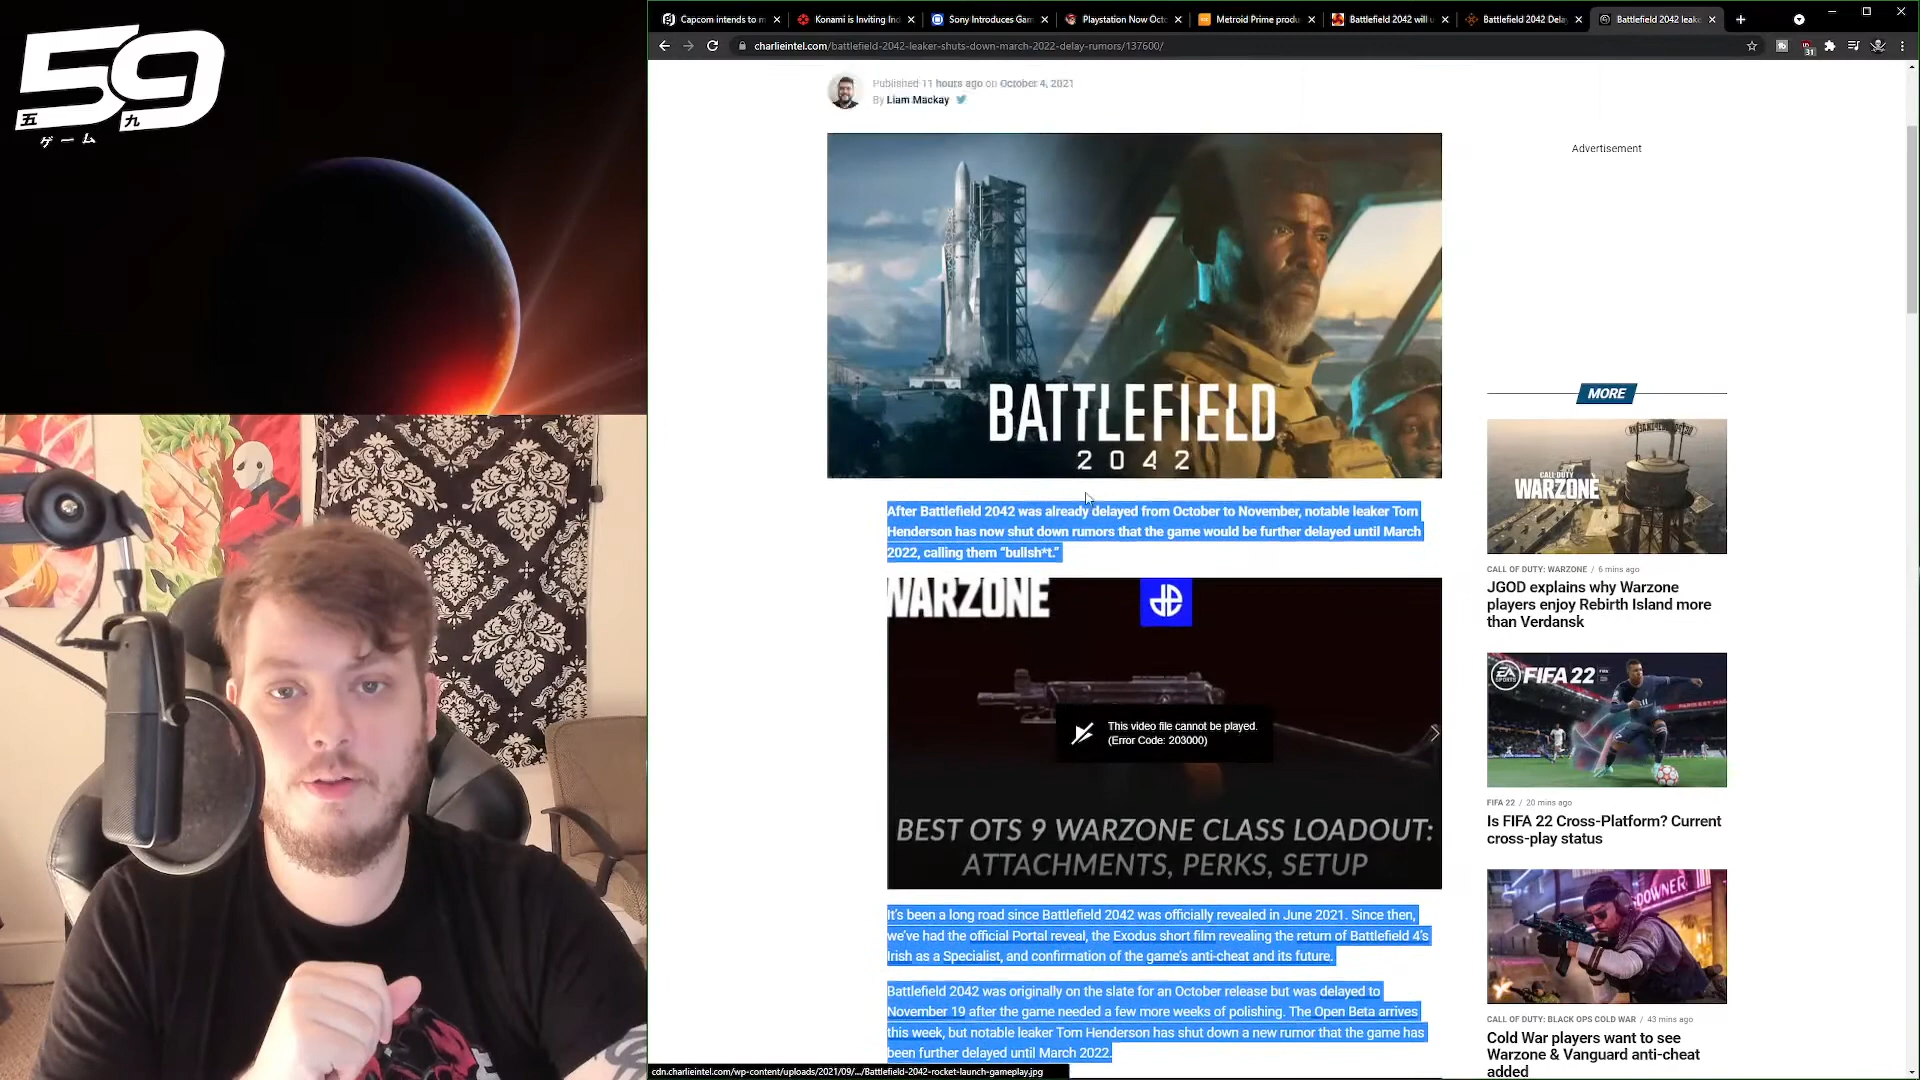 59
五 九
ゲーム
Capcom intends to m
Konami is Inviting Ind
Sony Introduces Gam
Playstation Now Octo
Metroid Prime produ
Battlefield 2042 will u
Battlefield 2042 Dela
Battlefield 2042 leake
charlieintel.com/battlefield-2042-leaker-shuts-down-march-2022-delay-rumors/137600/
31
Published 11 hours ago on October 4, 2021
By Liam Mackay
Advertisement
BATTLEFIELD
2042
After Battlefield 2042 was already delayed from October to November, notable leaker Tom
Henderson has now shut down rumors that the game would be further delayed until March
2022, calling them “bullsh*t.”
WARZONE
This video file cannot be played.
(Error Code: 203000)
BEST OTS 9 WARZONE CLASS LOADOUT:
ATTACHMENTS, PERKS, SETUP
It’s been a long road since Battlefield 2042 was officially revealed in June 2021. Since then,
we’ve had the official Portal reveal, the Exodus short film revealing the return of Battlefield 4’s
Irish as a Specialist, and confirmation of the game’s anti-cheat and its future.
Battlefield 2042 was originally on the slate for an October release but was delayed to
November 19 after the game needed a few more weeks of polishing. The Open Beta arrives
this week, but notable leaker Tom Henderson has shut down a new rumor that the game has
been further delayed until March 2022.
MORE
CALL OF DUTY
WARZONE
CALL OF DUTY: WARZONE / 6 mins ago
JGOD explains why Warzone
players enjoy Rebirth Island more
than Verdansk
EA SPORTS
FIFA 22
FIFA 22 / 20 mins ago
Is FIFA 22 Cross-Platform? Current
cross-play status
DOWNER
CALL OF DUTY: BLACK OPS COLD WAR / 43 mins ago
Cold War players want to see
Warzone & Vanguard anti-cheat
added
cdn.charlieintel.com/wp-content/uploads/2021/09/.../Battlefield-2042-rocket-launch-gameplay.jpg